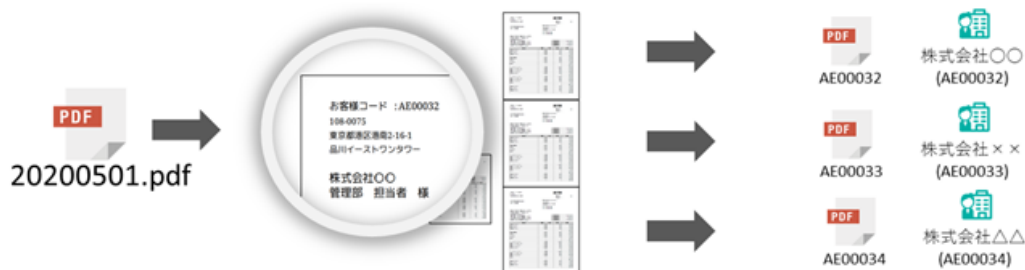 PDF
20200501.pdf
お客様コード :AE00032
108-0075
東京都港区港南2-16-1
品川イーストワンタワー
株式会社〇〇
管理部 担当者 様
PDF
AE00032
株式会社〇〇
(AE00032)
PDF
AE00033
株式会社××
(AE00033)
PDF
AE00034
株式会社△△
(AE00034)